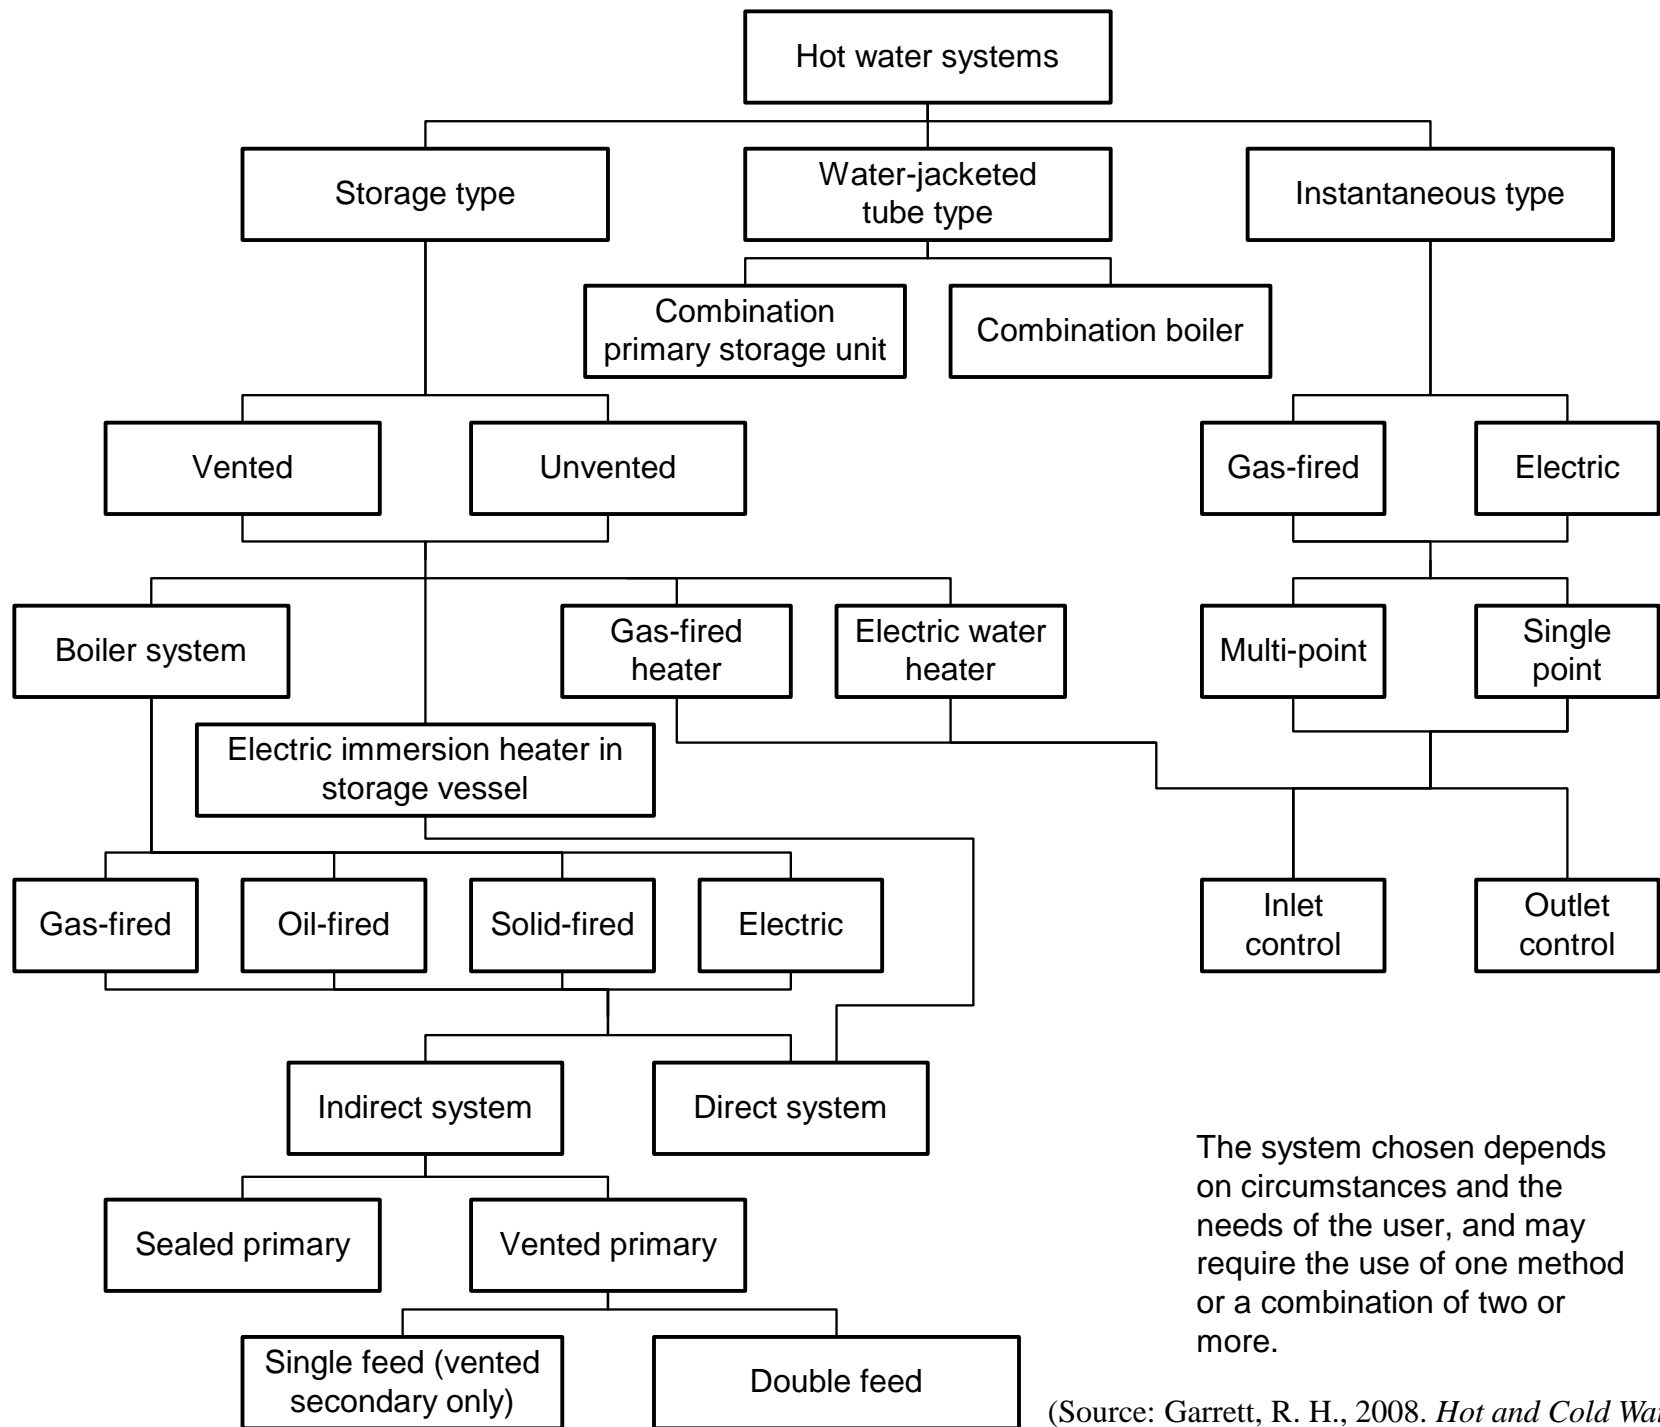 Hot water systems
Storage type
Water-jacketed
tube type
Instantaneous type
Combination
primary storage unit
Combination boiler
Vented
Unvented
Gas-fired
Electric
Boiler system
Gas-fired
heater
Electric water
heater
Multi-point
Single
point
Electric immersion heater in
storage vessel
Gas-fired
Oil-fired
Solid-fired
Electric
Inlet
control
Outlet
control
Indirect system
Direct system
The system chosen depends
on circumstances and the
needs of the user, and may
require the use of one method
or a combination of two or
more.
Sealed primary
Vented primary
Single feed (vented
secondary only)
Double feed
(Source: Garrett, R. H., 2008. Hot and Cold